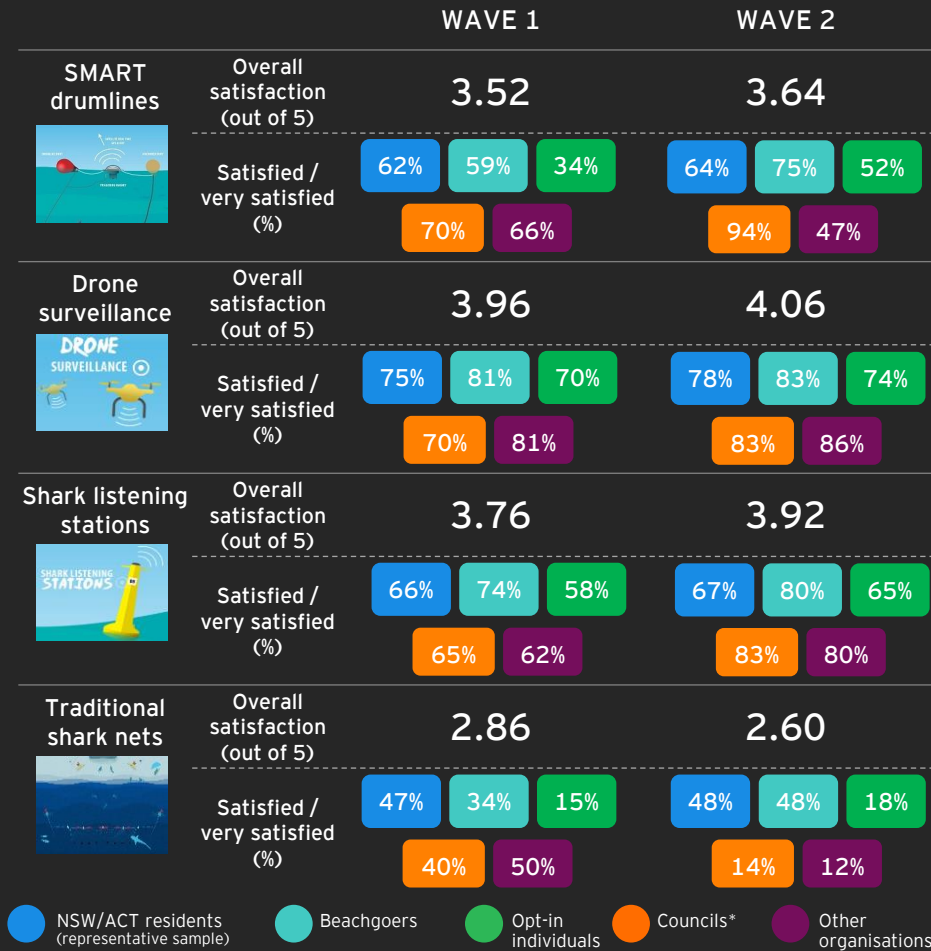 WAVE 1 WAVE 2
SMART
drumlines
Overall
satisfaction
(out of 5)
3.52 3.64
Satisfied /
very satisfied
(%)
62% 59% 34% 64% 75% 52%
70% 66% 94% 47%
Drone
surveillance
DRONE
SURVEILLANCE
Overall
satisfaction
(out of 5)
3.96 4.06
Satisfied /
very satisfied
(%)
75% 81% 70% 78% 83% 74%
70% 81% 83% 86%
Shark listening
stations
SHARK LISTENING
STATIONS
Overall
satisfaction
(out of 5)
3.76 3.92
Satisfied /
very satisfied
(%)
66% 74% 58% 67% 80% 65%
65% 62% 83% 80%
Traditional
shark nets
Overall
satisfaction
(out of 5)
2.86 2.60
Satisfied /
very satisfied
(%)
47% 34% 15% 48% 48% 18%
40% 50% 14% 12%
NSW/ACT residents
(representative sample)
Beachgoers
Opt-in
individuals
Councils*
Other
organisations